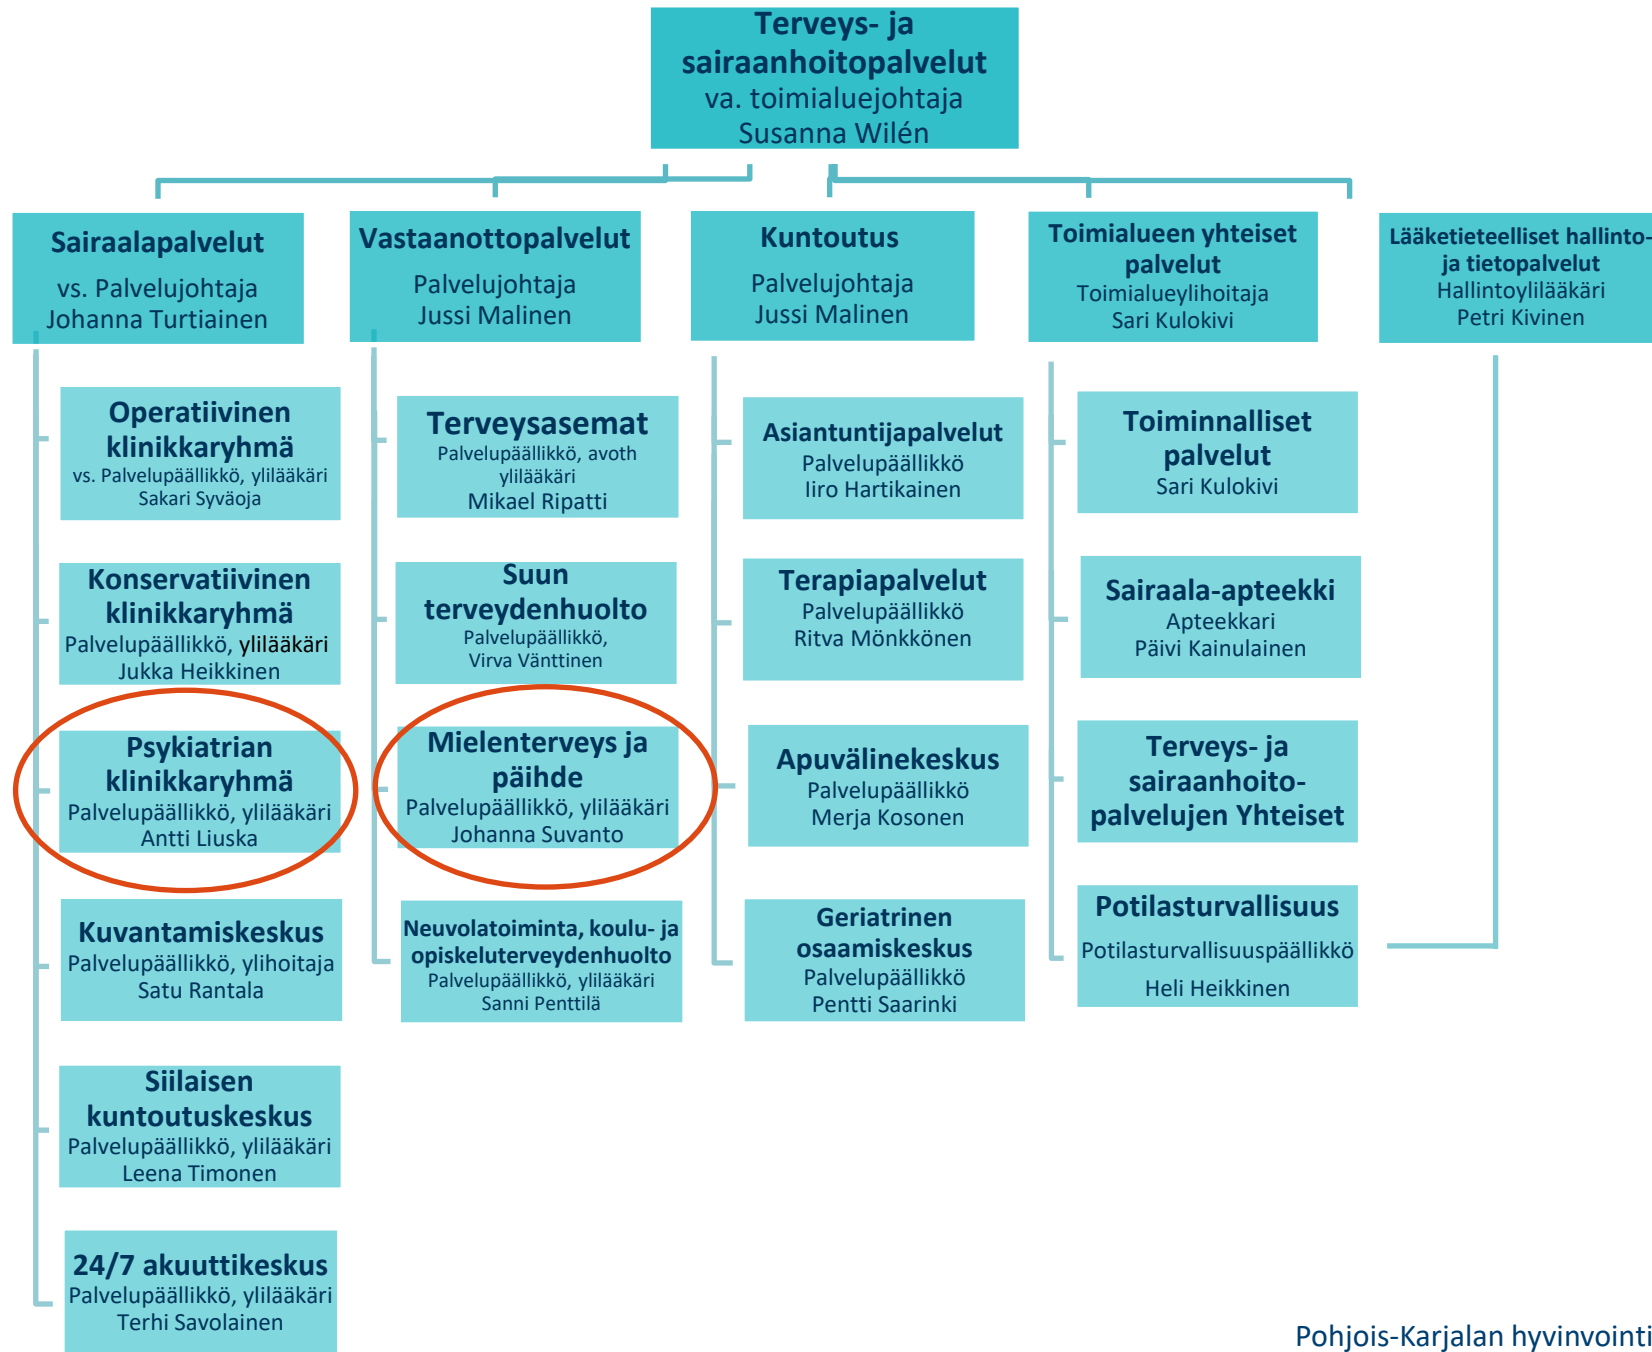 Terveys- ja
sairaanhoitopalvelut
va. toimialuejohtaja
Susanna Wilén
Sairaalapalvelut
vs. Palvelujohtaja
Johanna Turtiainen
Operatiivinen
klinikkaryhmä
vs. Palvelupäällikkö, ylilääkäri
Sakari Syväoja
Konservatiivinen
klinikkaryhmä
Palvelupäällikkö, ylilääkäri
Jukka Heikkinen
Psykiatrian
klinikkaryhmä
Palvelupäällikkö, ylilääkäri
Antti Liuska
Kuvantamiskeskus
Palvelupäällikkö, ylihoitaja
Satu Rantala
Siilaisen
kuntoutuskeskus
Palvelupäällikkö, ylilääkäri
Leena Timonen
24/7 akuuttikeskus
Palvelupäällikkö, ylilääkäri
Terhi Savolainen
Vastaanottopalvelut
Palvelujohtaja
Jussi Malinen
Terveysasemat
Palvelupäällikkö, avoth
ylilääkäri
Mikael Ripatti
Suun
terveydenhuolto
Palvelupäällikkö,
Virva Vänttinen
Mielenterveys ja
päihde
Palvelupäällikkö, ylilääkäri
Johanna Suvanto
Neuvolatoiminta, koulu- ja
opiskeluterveydenhuolto
Palvelupäällikkö, ylilääkäri
Sanni Penttilä
Kuntoutus
Palvelujohtaja
Jussi Malinen
Asiantuntijapalvelut
Palvelupäällikkö
Iiro Hartikainen
Terapiapalvelut
Palvelupäällikkö
Ritva Mönkkönen
Apuvälinekeskus
Palvelupäällikkö
Merja Kosonen
Geriatrinen
osaamiskeskus
Palvelupäällikkö
Pentti Saarinki
Toimialueen yhteiset
palvelut
Toimialueylihoitaja
Sari Kulokivi
Toiminnalliset
palvelut
Sari Kulokivi
Sairaala-apteekki
Apteekkari
Päivi Kainulainen
Terveys- ja
sairaanhoito-
palvelujen Yhteiset
Potilasturvallisuus
Potilasturvallisuuspäällikkö
Heli Heikkinen
Lääketieteelliset hallinto-
ja tietopalvelut
Hallintoylilääkäri
Petri Kivinen
Pohjois-Karjalan hyvinvointi